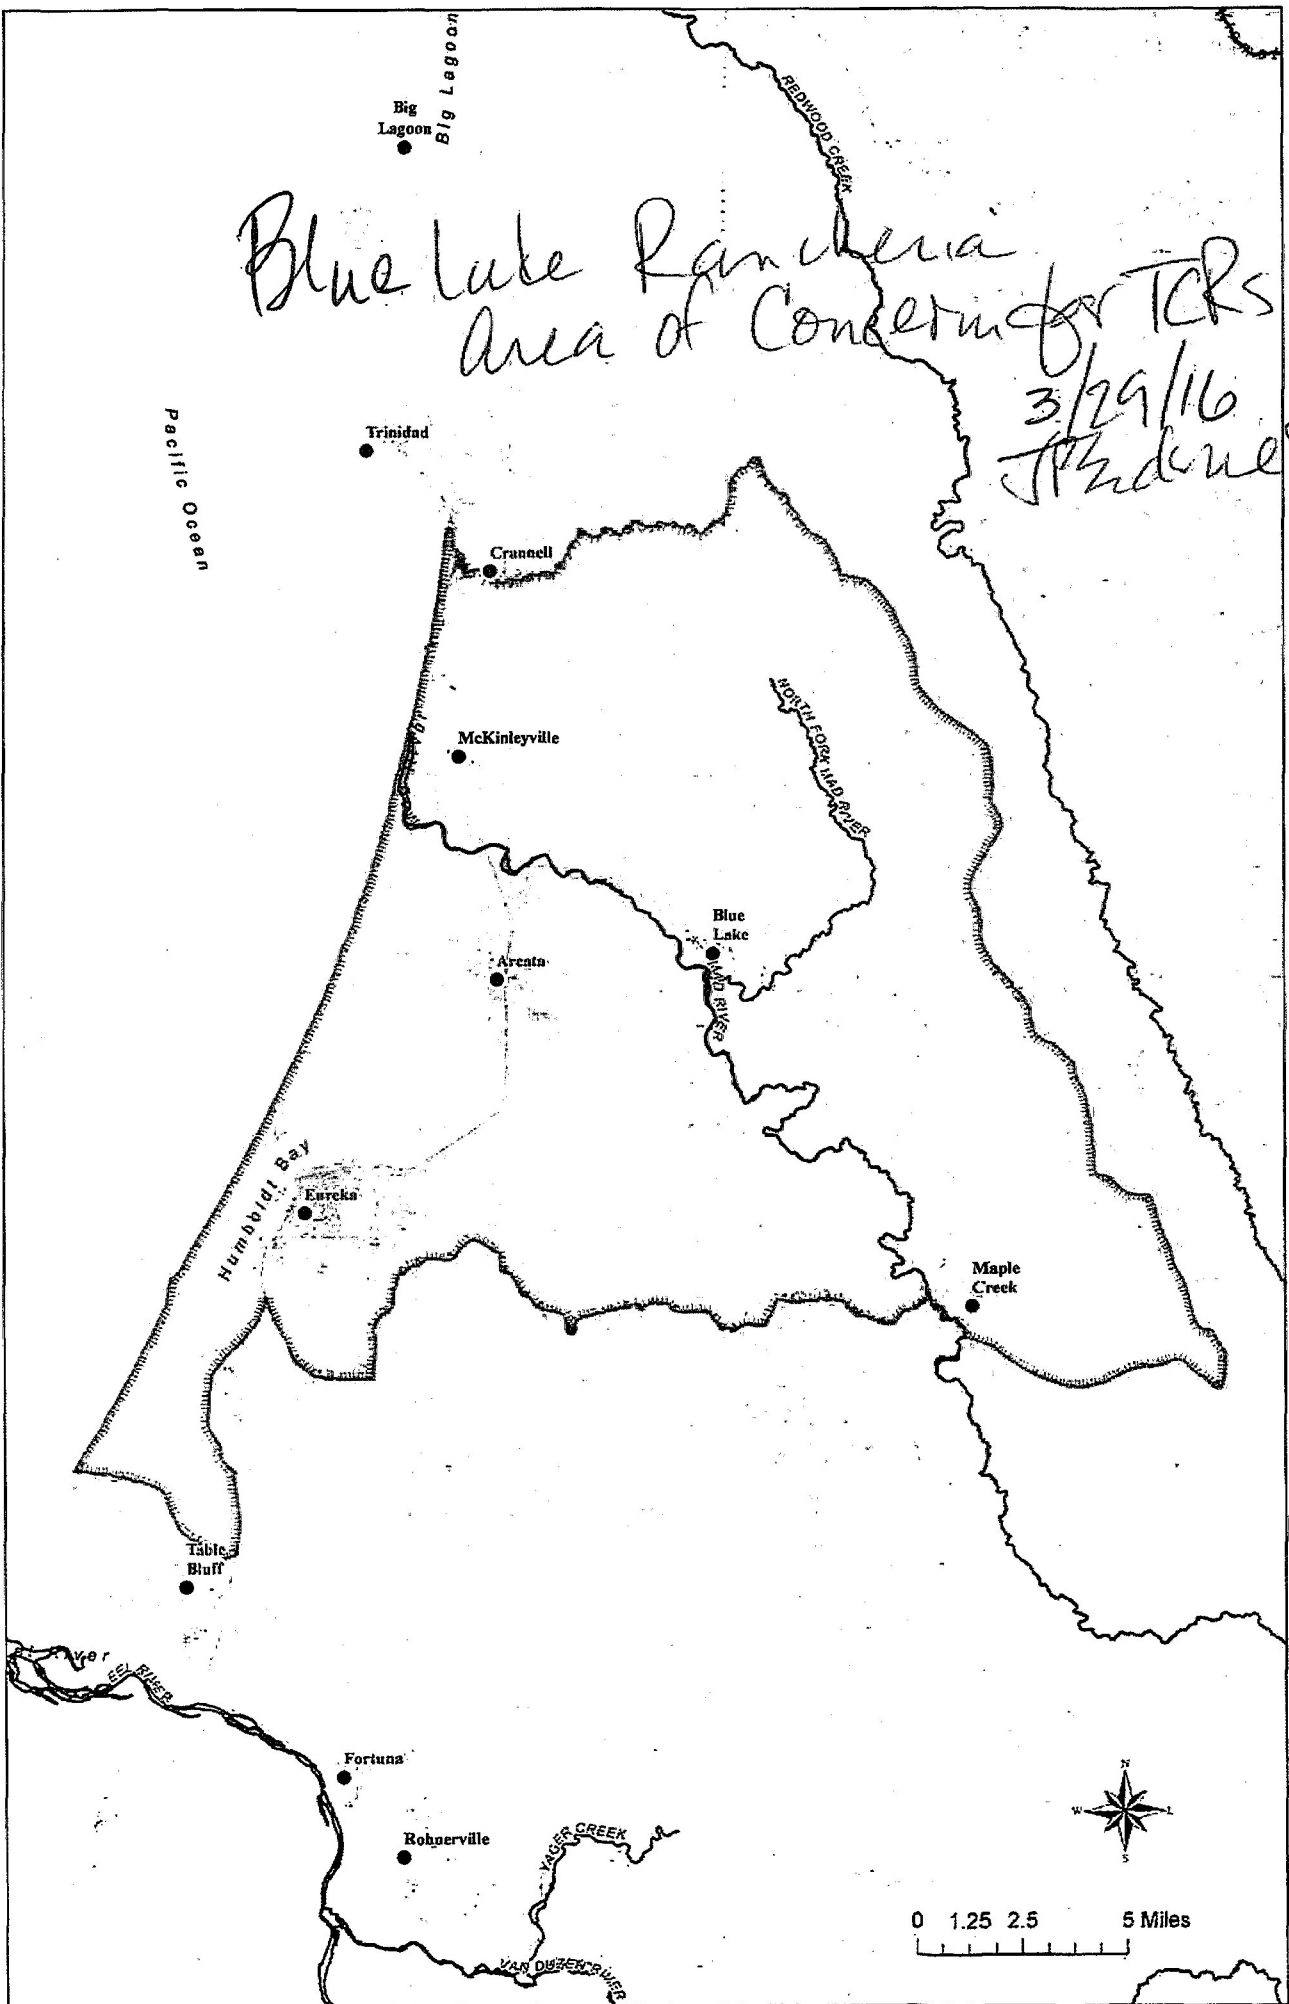 Big Lagoon
Big
Lagoon
REDWOOD CREEK
Blue Lake Rancheria
Area of Concern for TCRs
3/29/16
Pacific Ocean
Trinidad
Crannell
McKinleyville
NORTH FORK MAD RIVER
Blue
Lake
MAD RIVER
Arcata
Humboldt Bay
Eureka
Maple
Creek
Table
Bluff
EEL RIVER
Fortuna
Rohnerville
YAGER CREEK
VAN DUZEN RIVER
N
W
S
0 1.25 2.5 5 Miles